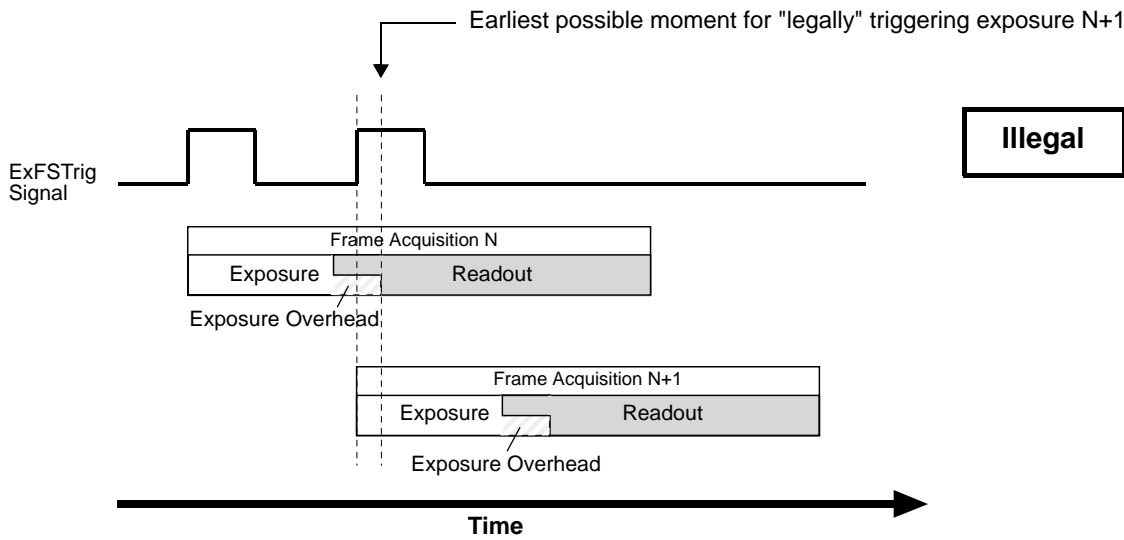 Earliest possible moment for "legally" triggering exposure N+1
Illegal
ExFSTrig
Signal
Frame Acquisition N
Exposure
Readout
Exposure Overhead
Frame Acquisition N+1
Exposure
Readout
Exposure Overhead
Time